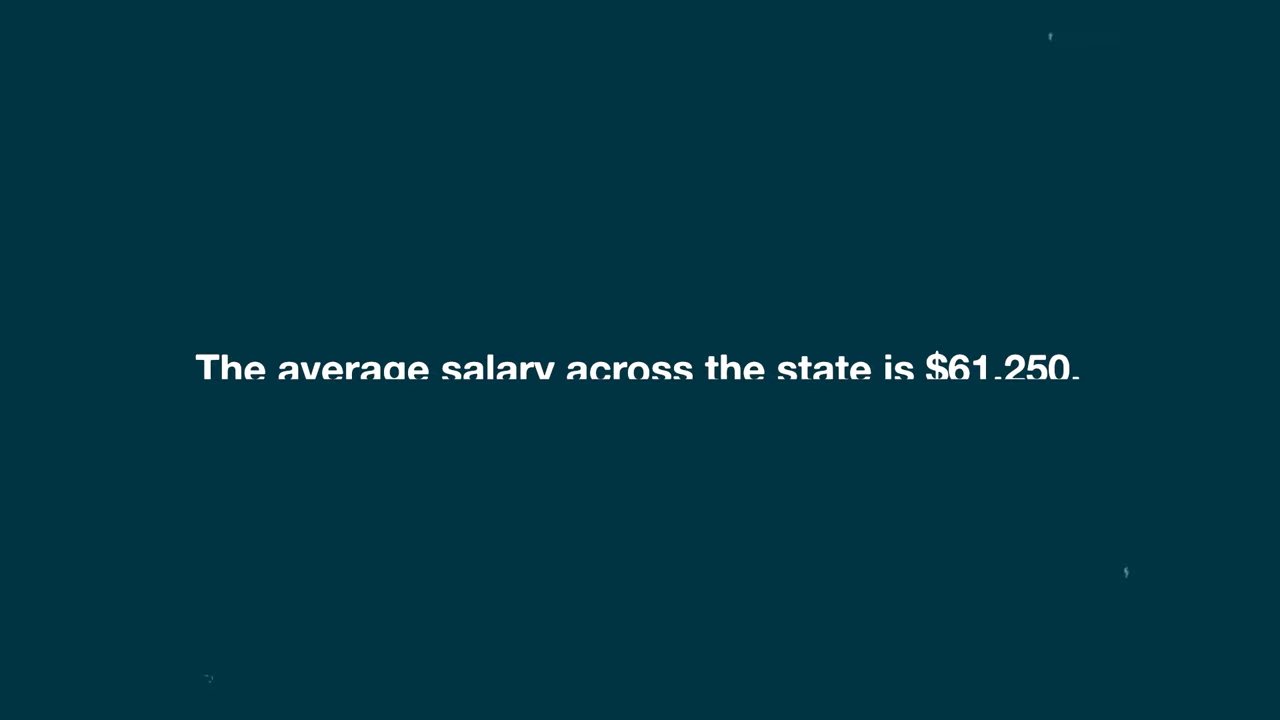 The average salary across the state is $61,250.